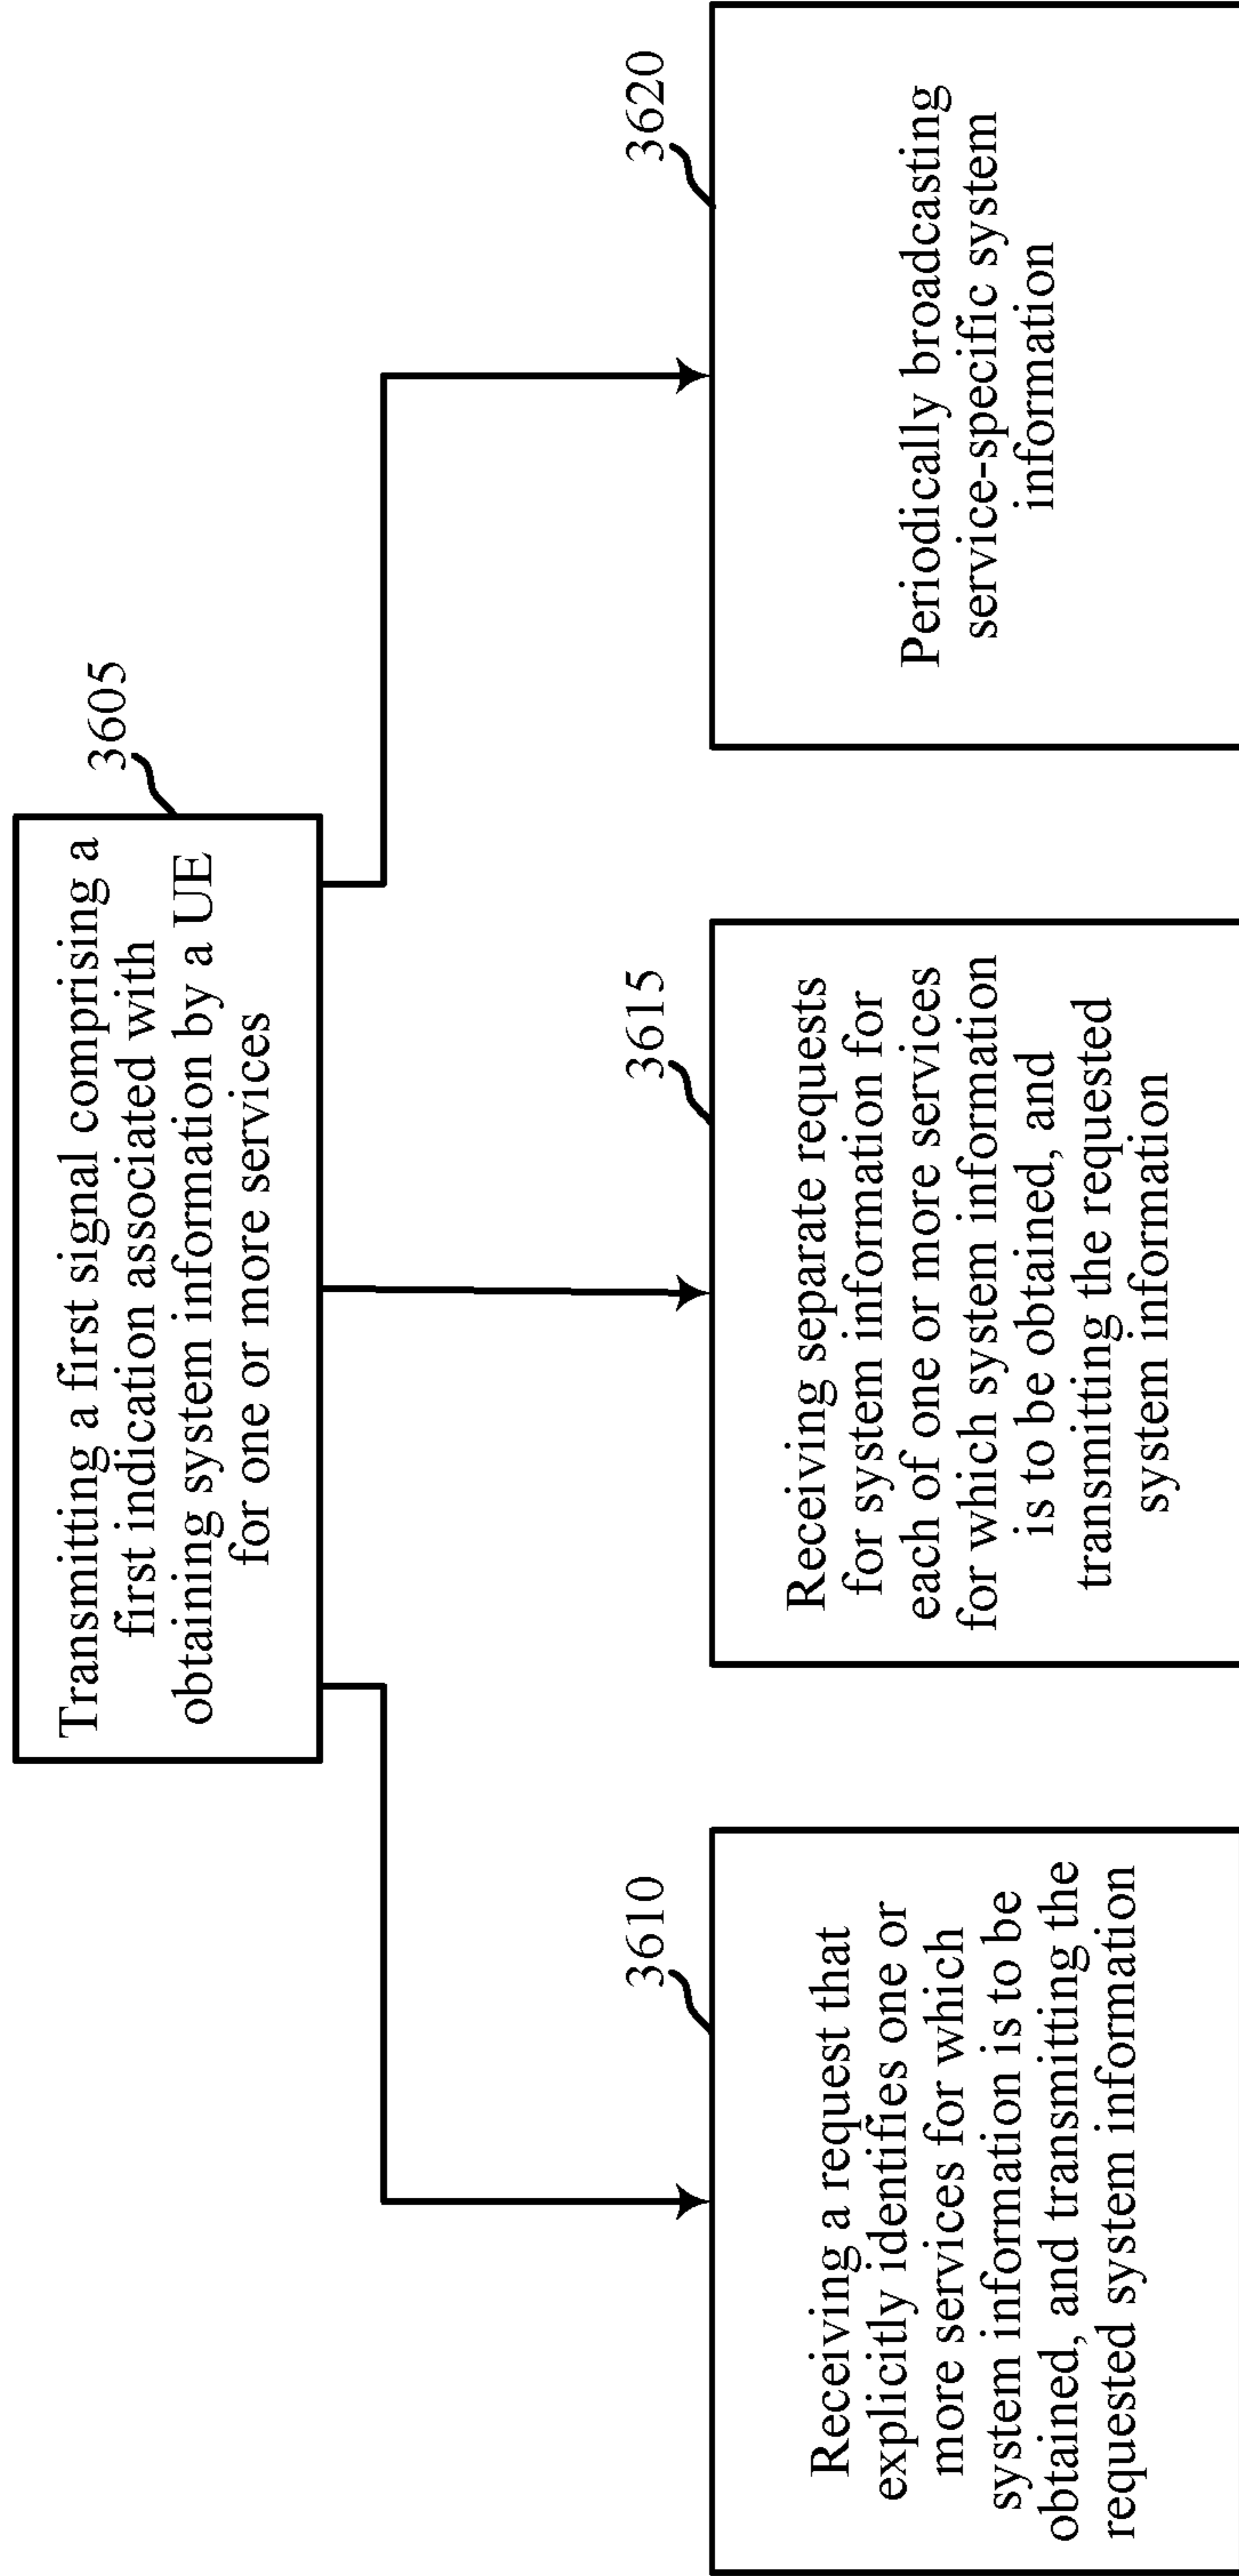 3605
Transmitting a first signal comprising a
first indication associated with
obtaining system information by a UE
for one or more services
3610
Receiving a request that
explicitly identifies one or
more services for which
system information is to be
obtained, and transmitting the
requested system information
3615
Receiving separate requests
for system information for
each of one or more services
for which system information
is to be obtained, and
transmitting the requested
system information
3620
Periodically broadcasting
service-specific system
information